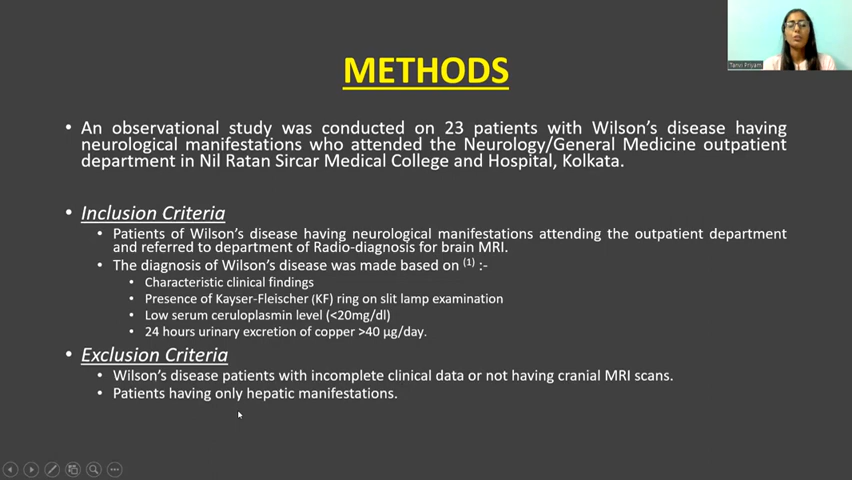 Tanvi Priyam
METHODS
• An observational study was conducted on 23 patients with Wilson's disease having
neurological manifestations who attended the Neurology/General Medicine outpatient
department in Nil Ratan Sircar Medical College and Hospital, Kolkata.
• Inclusion Criteria
• Patients of Wilson's disease having neurological manifestations attending the outpatient department
and referred to department of Radio-diagnosis for brain MRI.
• The diagnosis of Wilson's disease was made based on (1) :-
• Characteristic clinical findings
• Presence of Kayser-Fleischer (KF) ring on slit lamp examination
• Low serum ceruloplasmin level (<20mg/dl)
• 24 hours urinary excretion of copper >40 µg/day.
• Exclusion Criteria
• Wilson's disease patients with incomplete clinical data or not having cranial MRI scans.
• Patients having only hepatic manifestations.